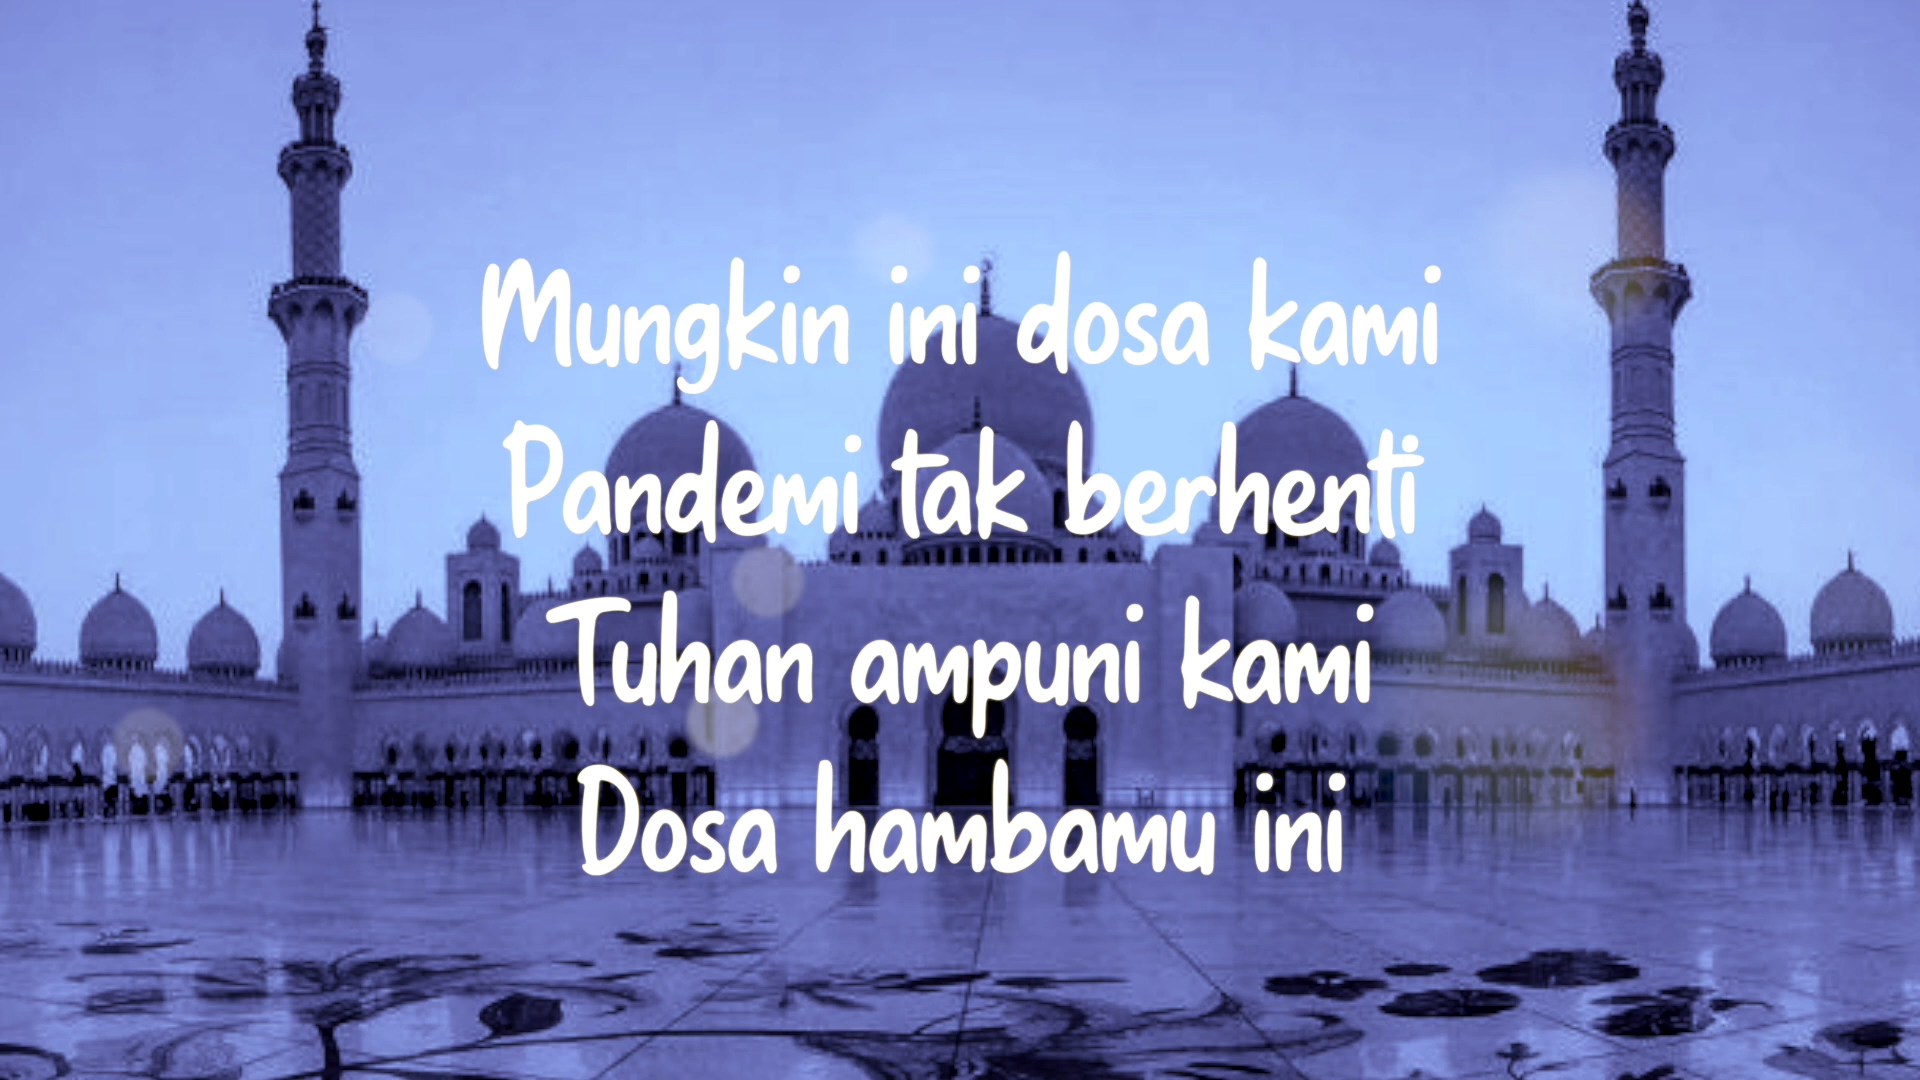 Mungkin ini dosa kami
Pandemi tak berhenti
Tuhan ampuni kami
Dosa hambamu ini